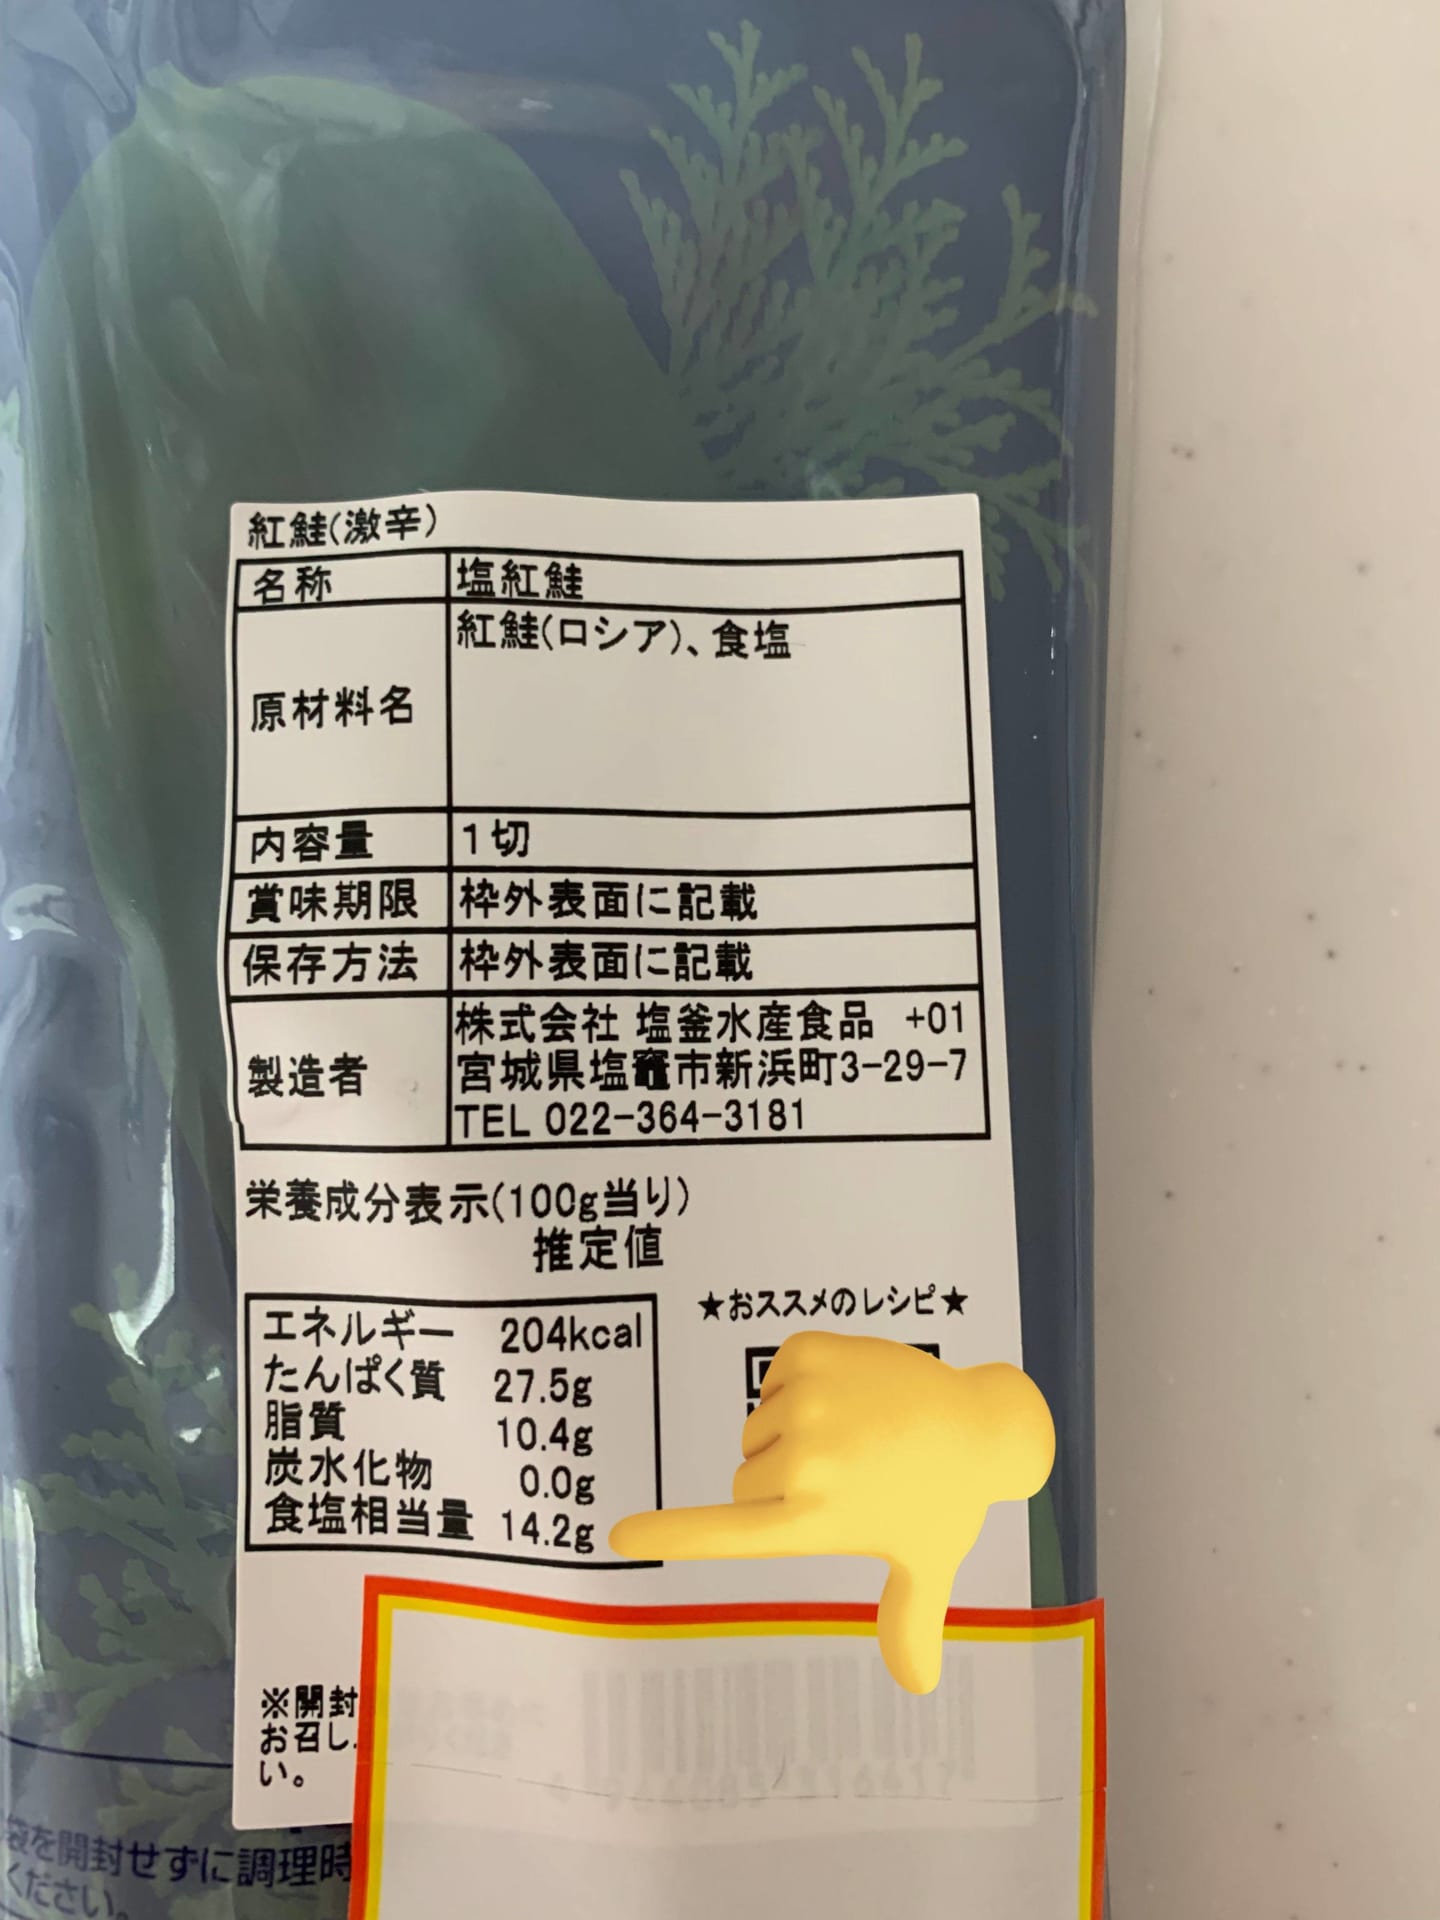 紅鮭(激辛)
名称 塩紅鮭
原材料名 紅鮭(ロシア)、食塩
内容量 1切
賞味期限 枠外表面に記載
保存方法 枠外表面に記載
製造者 株式会社 塩釜水産食品 +01
宮城県塩竈市新浜町3-29-7
TEL 022-364-3181
栄養成分表示(100g当り)
推定値
エネルギー 204kcal
たんぱく質 27.5g
脂質 10.4g
炭水化物 0.0g
食塩相当量 14.2g
★おススメのレシピ★
※開封
お召し
い。
袋を開封せずに調理時
ください。